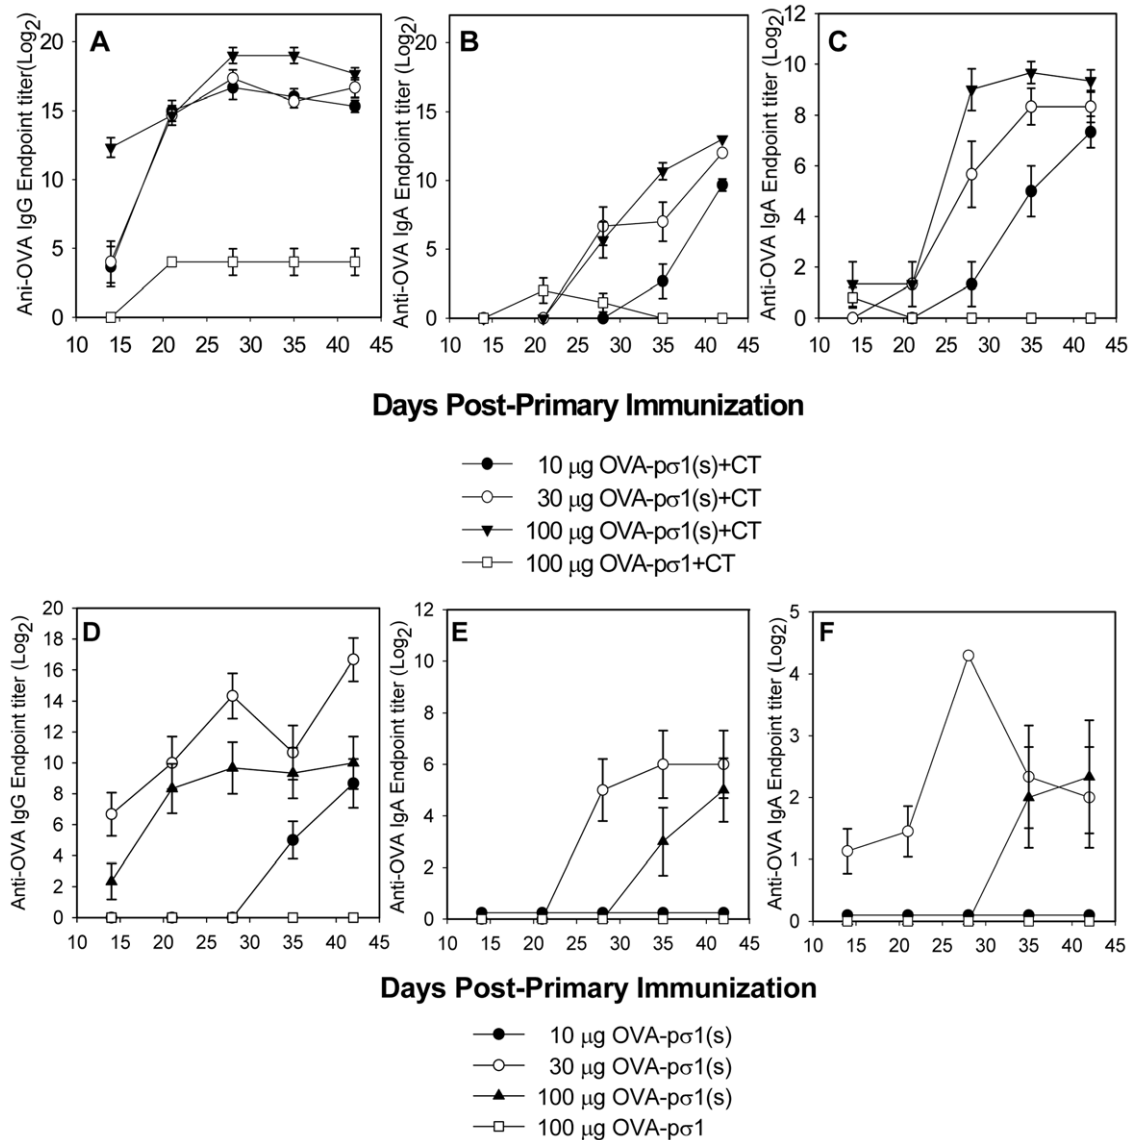 A
B
C
Ani-OVA IgG Endpoint titer(Log2)
20
15
10
5
0
10 15 20 25 30 35 40 45
Anti-OVA IgA Endpoint titer (Log2)
20
15
10
5
0
10 15 20 25 30 35 40 45
Anti-OVA IgA Endpoint titer (Log2)
12
10
8
6
4
2
0
10 15 20 25 30 35 40 45
Days Post-Primary Immunization
10 μg OVA-pσ1(s)+CT
30 μg OVA-pσ1(s)+CT
100 μg OVA-pσ1(s)+CT
100 μg OVA-pσ1+CT
D
E
F
Anti-OVA IgG Endpoint titer (Log2)
20
18
16
14
12
10
8
6
4
2
0
10 15 20 25 30 35 40 45
Anti-OVA IgA Endpoint titer (Log2)
12
10
8
6
4
2
0
10 15 20 25 30 35 40 45
Anti-OVA IgA Endpoint titer (Log2)
5
4
3
2
1
0
10 15 20 25 30 35 40 45
Days Post-Primary Immunization
10 μg OVA-pσ1(s)
30 μg OVA-pσ1(s)
100 μg OVA-pσ1(s)
100 μg OVA-pσ1